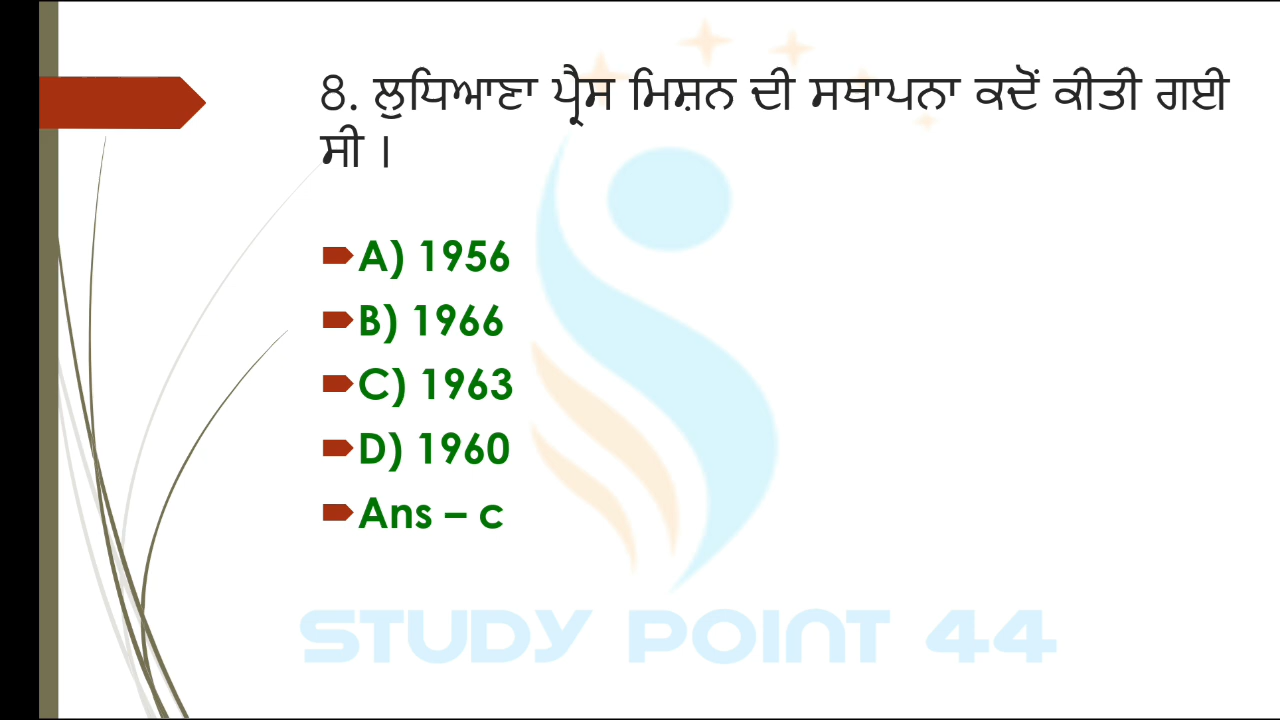 8. ਲੁਧਿਆਣਾ ਪ੍ਰੈਸ ਮਿਸ਼ਨ ਦੀ ਸਥਾਪਨਾ ਕਦੋਂ ਕੀਤੀ ਗਈ
ਸੀ ।
A) 1956
B) 1966
C) 1963
D) 1960
Ans – c
STUDY POINT 44